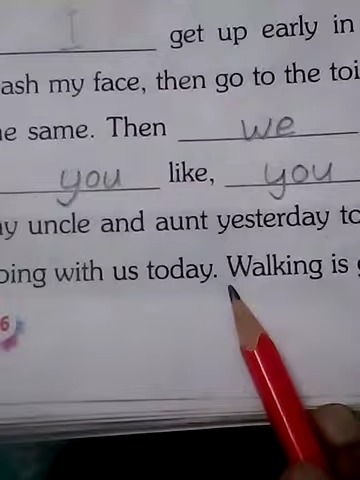 I get up early in
ash my face, then go to the toi
e same. Then we
you like, you
y uncle and aunt yesterday to
oing with us today. Walking is g
6